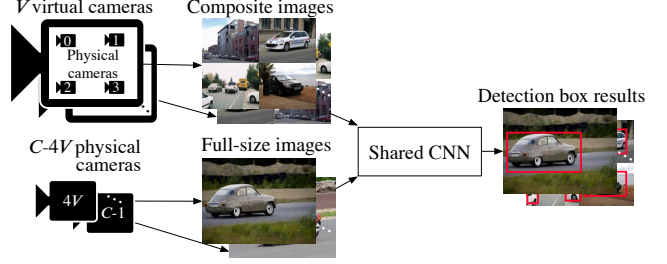 V virtual cameras
Composite images
0 1
Physical
cameras
2 3
Detection box results
C-4V physical
cameras
Full-size images
Shared CNN
4V
C-1